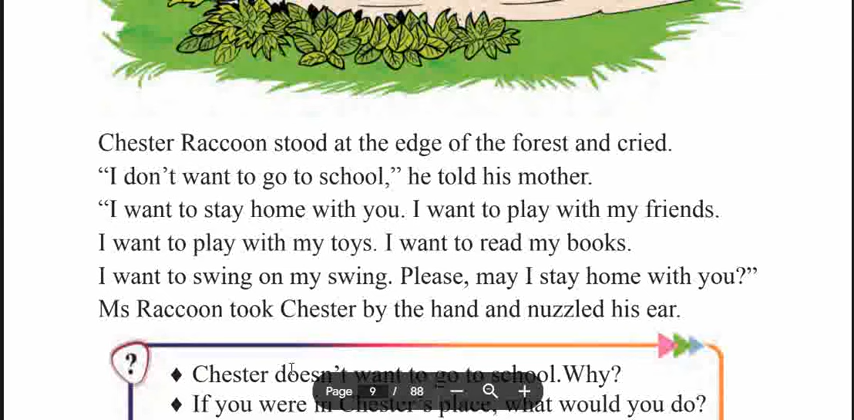 Chester Raccoon stood at the edge of the forest and cried.
“I don’t want to go to school,” he told his mother.
“I want to stay home with you. I want to play with my friends.
I want to play with my toys. I want to read my books.
I want to swing on my swing. Please, may I stay home with you?”
Ms Raccoon took Chester by the hand and nuzzled his ear.
?
♦ Chester doesn’t want to go to school.Why?
Page 9 / 88
♦ If you were in Chester’s place, what would you do?